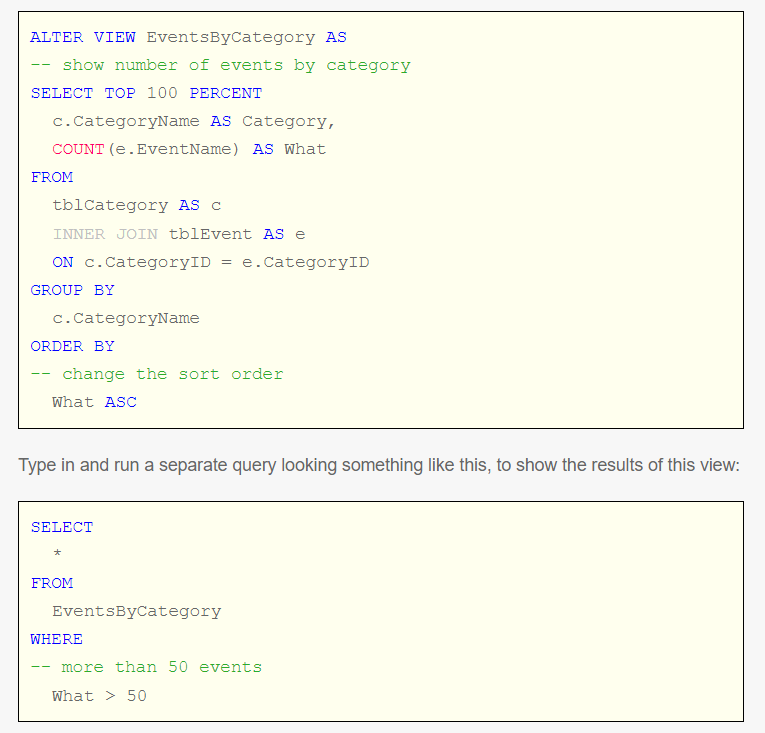 ALTER VIEW EventsByCategory AS
-- show number of events by category
SELECT TOP 100 PERCENT
c.CategoryName AS Category,
COUNT(e.EventName) AS What
FROM
tblCategory AS c
INNER JOIN tblEvent AS e
ON c.CategoryID = e.CategoryID
GROUP BY
c.CategoryName
ORDER BY
-- change the sort order
What ASC
Type in and run a separate query looking something like this, to show the results of this view:
SELECT
*
FROM
EventsByCategory
WHERE
-- more than 50 events
What > 50